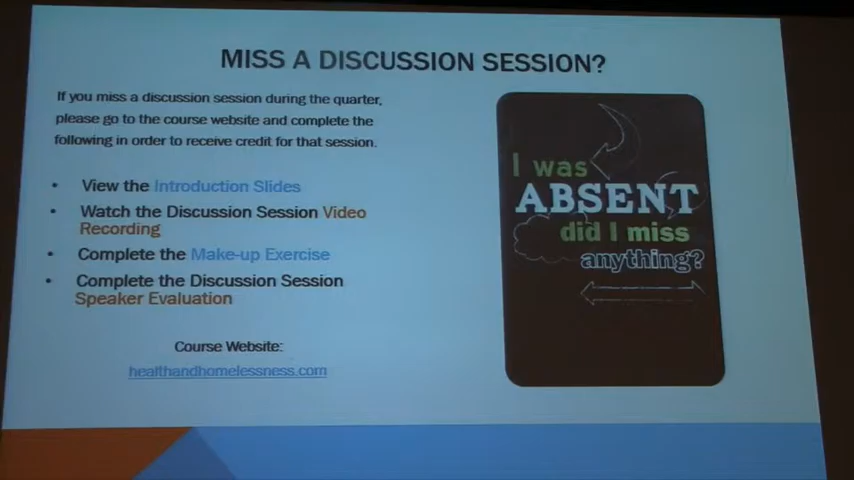 MISS A DISCUSSION SESSION?
If you miss a discussion session during the quarter,
please go to the course website and complete the
following in order to receive credit for that session.
• View the Introduction Slides
• Watch the Discussion Session Video
Recording
• Complete the Make-up Exercise
• Complete the Discussion Session
Speaker Evaluation
Course Website:
healthandhomelessness.com
I was
ABSENT
did I miss
anything?